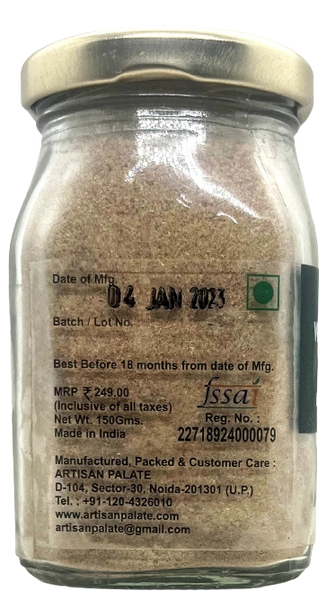 Date of Mfg.
04 JAN 2023
Batch / Lot No.
Best Before 18 months from date of Mfg.
MRP ₹ 249.00
(Inclusive of all taxes)
Net Wt. 150Gms.
Made in India
fssai
Reg. No. :
22718924000079
Manufactured, Packed & Customer Care :
ARTISAN PALATE
D-104, Sector-30, Noida-201301 (U.P.)
Tel. : +91-120-4326010
www.artisanpalate.com
artisanpalate@gmail.com